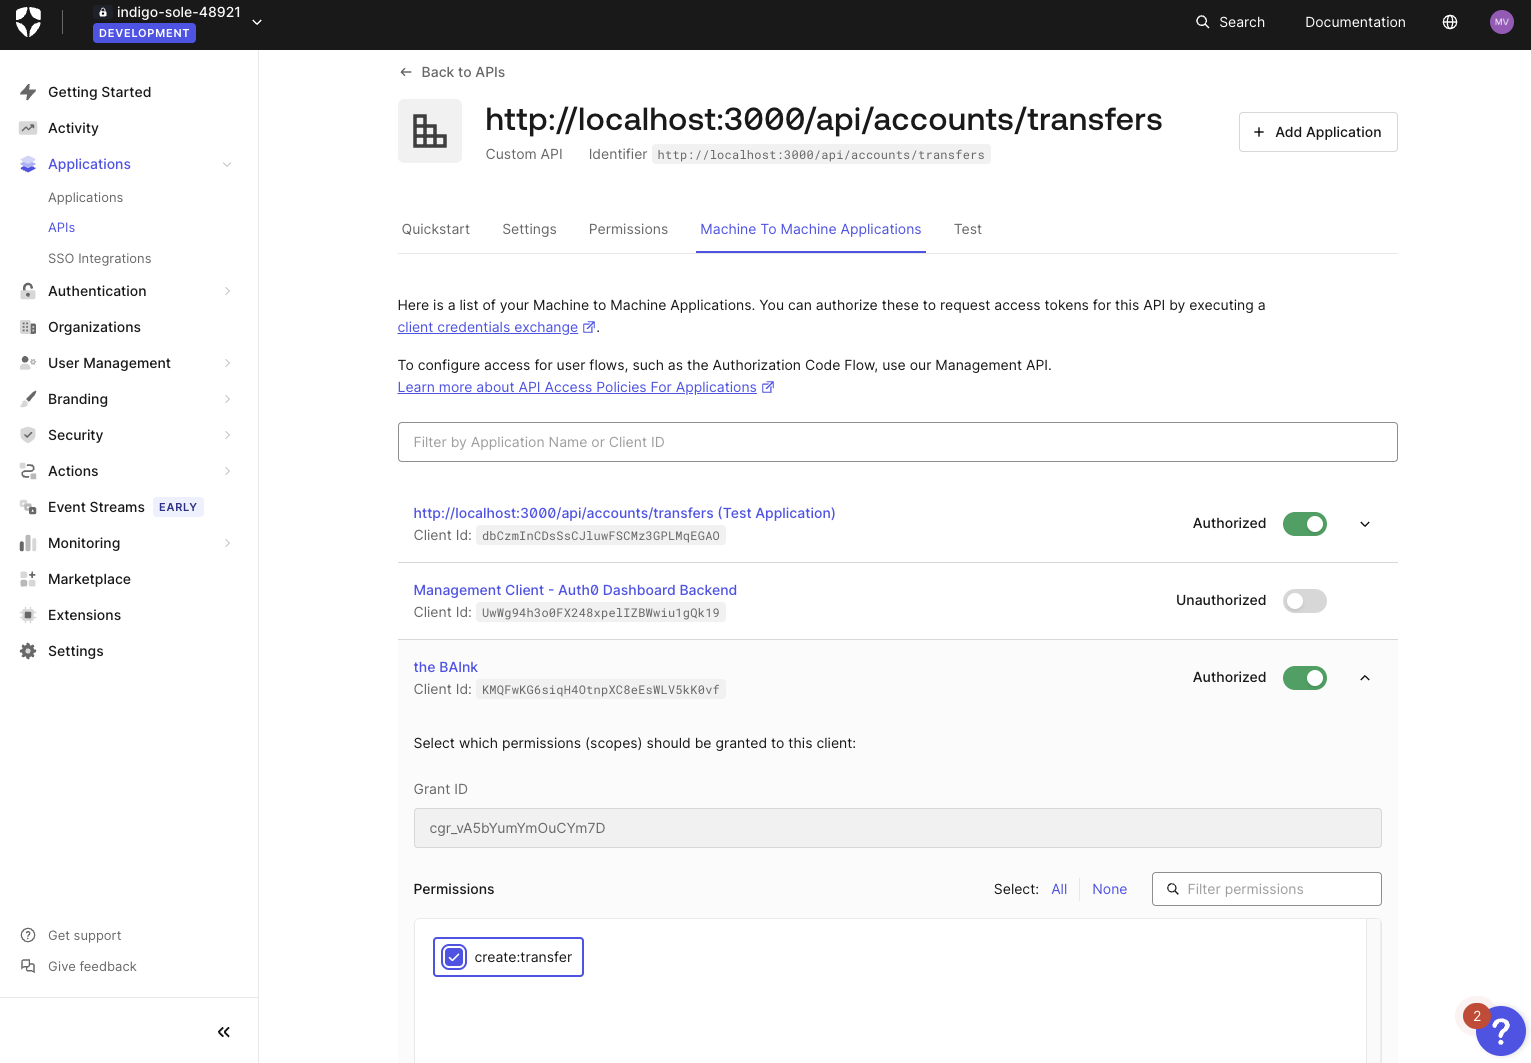 indigo-sole-48921
DEVELOPMENT
Search
Documentation
MV
Getting Started
Activity
Applications
Applications
APIs
SSO Integrations
Authentication
Organizations
User Management
Branding
Security
Actions
Event Streams EARLY
Monitoring
Marketplace
Extensions
Settings
Get support
Give feedback
Back to APIs
http://localhost:3000/api/accounts/transfers
Custom API Identifier http://localhost:3000/api/accounts/transfers
+ Add Application
Quickstart Settings Permissions Machine To Machine Applications Test
Here is a list of your Machine to Machine Applications. You can authorize these to request access tokens for this API by executing a
client credentials exchange.
To configure access for user flows, such as the Authorization Code Flow, use our Management API.
Learn more about API Access Policies For Applications
Filter by Application Name or Client ID
http://localhost:3000/api/accounts/transfers (Test Application)
Client Id: dbCzmInCDsSsCJluwFSCMz3GPLMqEGAO
Authorized
Management Client - Auth0 Dashboard Backend
Client Id: UwWg94h3o0FX248xpelIZBWwiu1gQk19
Unauthorized
the BAInk
Client Id: KMQFwKG6siqH4OtnpXC8eEsWLV5kK0vf
Authorized
Select which permissions (scopes) should be granted to this client:
Grant ID
cgr_vA5bYumYmOuCYm7D
Permissions
Select: All None
Filter permissions
create:transfer
2
?